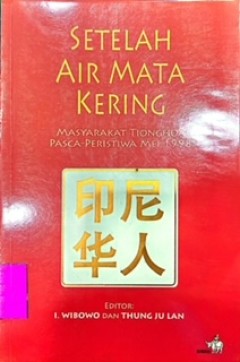 SETELAH
AIR MATA
KERING
MASYARAKAT TIONGHOA
PASCA-PERISTIWA MEI 1998
印尼
华人
EDITOR:
I. WIBOWO DAN THUNG JU LAN